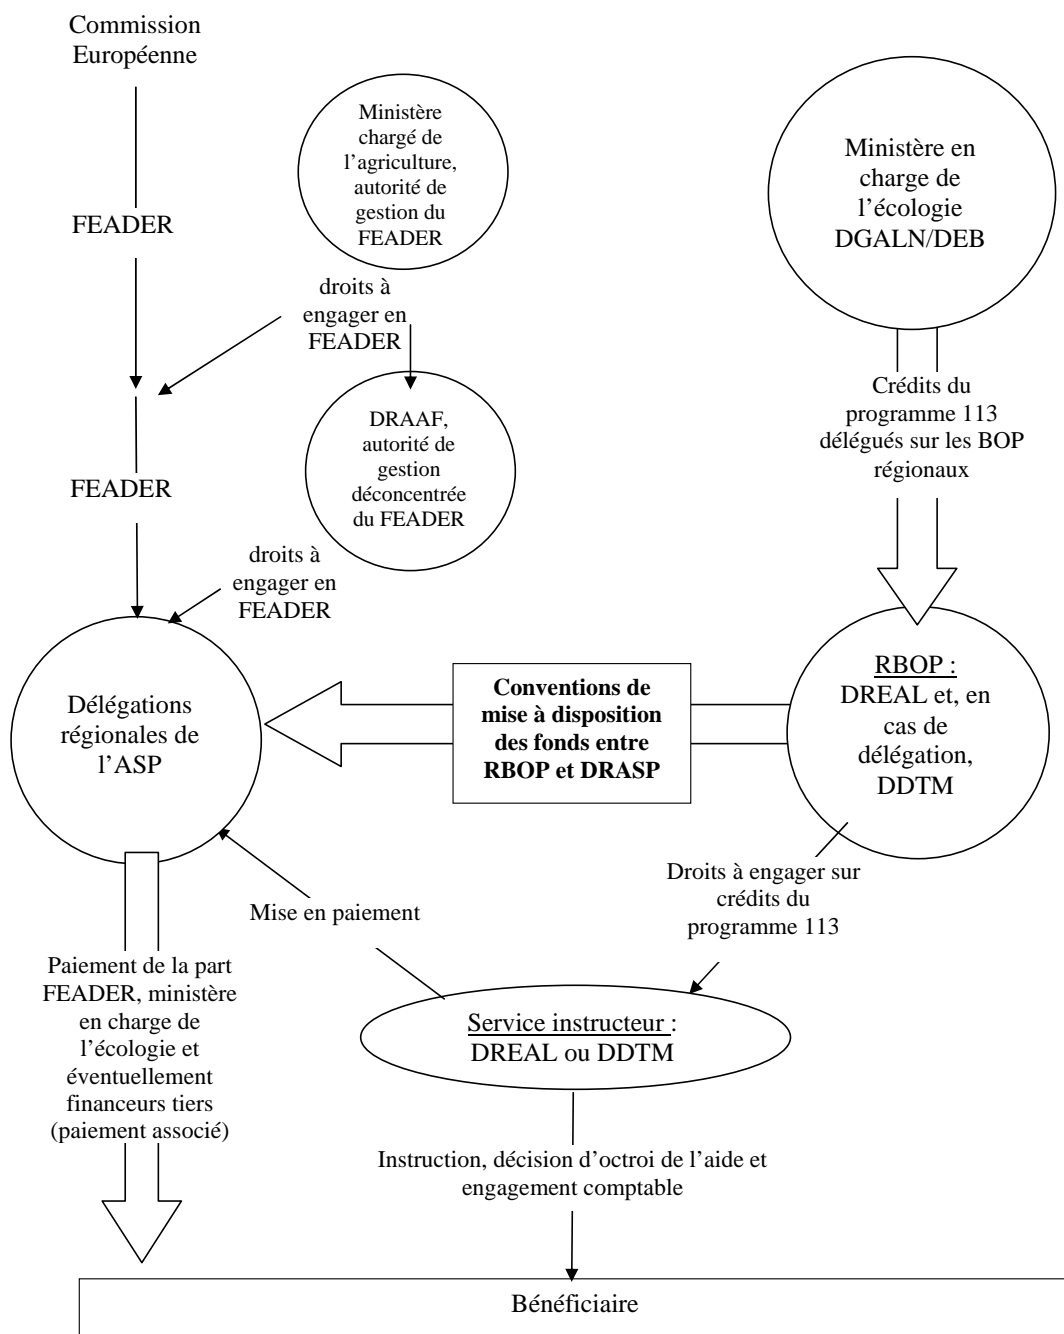 Commission
Européenne
Ministère
chargé de
l’agriculture,
autorité de
gestion du
FEADER
Ministère en
charge de
l’écologie
DGALN/DEB
FEADER
droits à
engager en
FEADER
Crédits du
programme 113
délégués sur les BOP
régionaux
DRAAF,
autorité de
gestion
déconcentrée
du FEADER
FEADER
droits à
engager en
FEADER
Délégations
régionales de
l’ASP
Conventions de
mise à disposition
des fonds entre
RBOP et DRASP
RBOP :
DREAL et, en
cas de
délégation,
DDTM
Droits à engager sur
crédits du
programme 113
Mise en paiement
Paiement de la part
FEADER, ministère
en charge de
l’écologie et
éventuellement
financeurs tiers
(paiement associé)
Service instructeur :
DREAL ou DDTM
Instruction, décision d’octroi de l’aide et
engagement comptable
Bénéficiaire